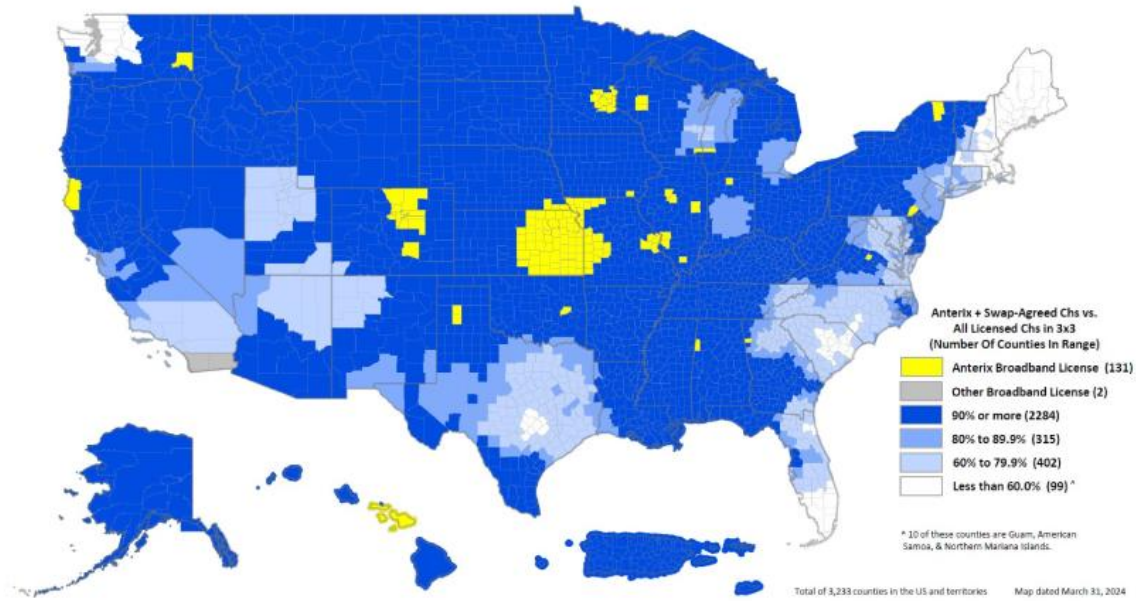 Anterix + Swap-Agreed Chs vs.
All Licensed Chs in 3x3
(Number Of Counties In Range)
Anterix Broadband License (131)
Other Broadband License (2)
90% or more (2284)
80% to 89.9% (315)
60% to 79.9% (402)
Less than 60.0% (99) ^
^ 10 of these counties are Guam, American
Samoa, & Northern Mariana Islands.
Total of 3,233 counties in the US and territories Map dated March 31, 2024